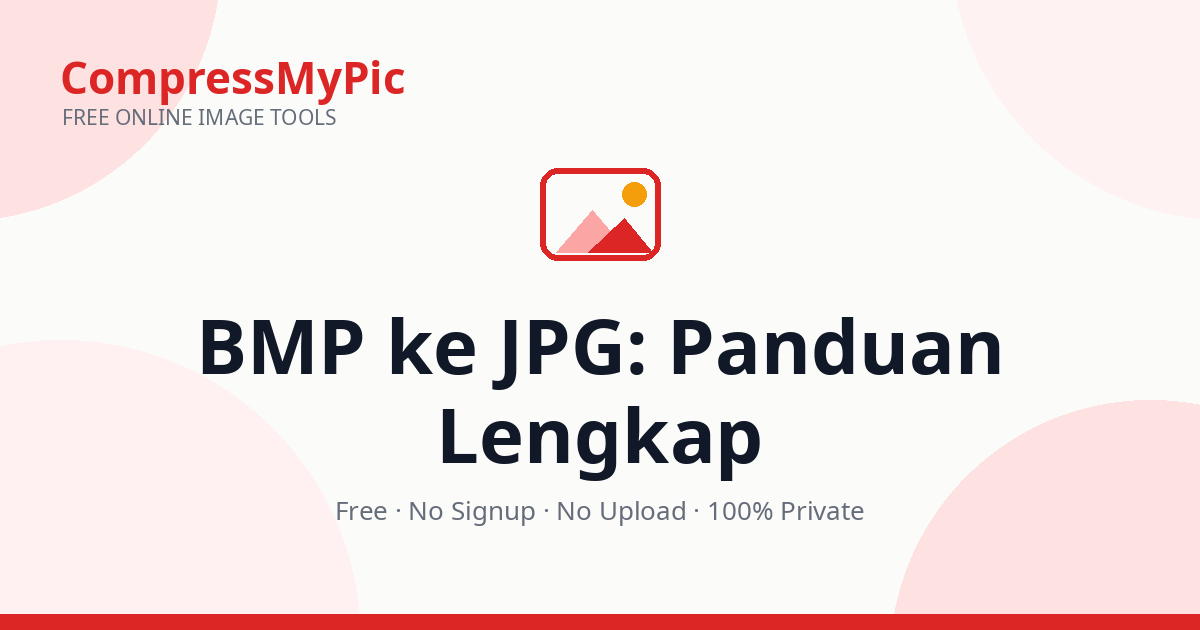 CompressMyPic
FREE ONLINE IMAGE TOOLS
BMP ke JPG: Panduan
Lengkap
Free · No Signup · No Upload · 100% Private